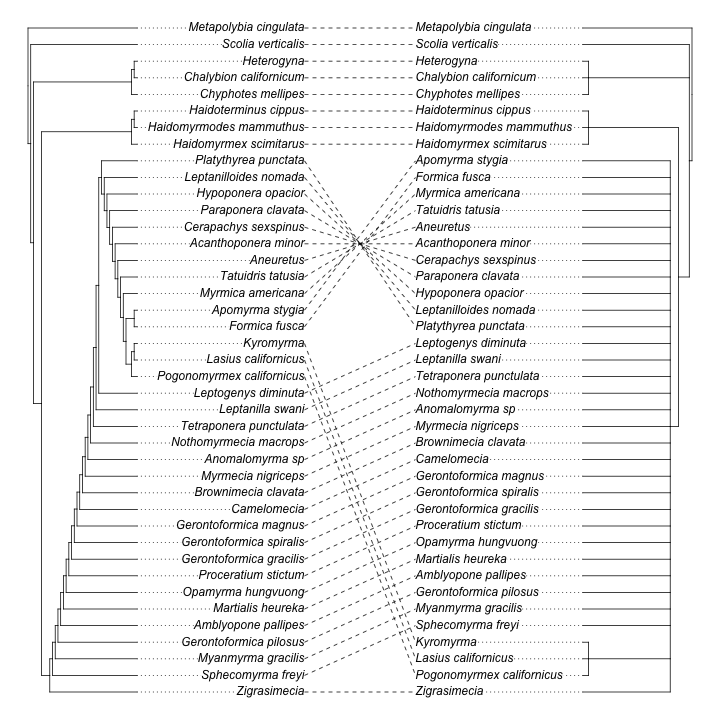 Metapolybia cingulata Metapolybia cingulata
Scolia verticalis Scolia verticalis
Heterogyna Heterogyna
Chalybion californicum Chalybion californicum
Chyphotes mellipes Chyphotes mellipes
Haidoterminus cippus Haidoterminus cippus
Haidomyrmodes mammuthus Haidomyrmodes mammuthus
Haidomyrmex scimitarus Haidomyrmex scimitarus
Platythyrea punctata Apomyrma stygia
Leptanilloides nomada Formica fusca
Hypoponera opacior Myrmica americana
Paraponera clavata Tatuidris tatusia
Cerapachys sexspinus Aneuretus
Acanthoponera minor Acanthoponera minor
Aneuretus Cerapachys sexspinus
Tatuidris tatusia Paraponera clavata
Myrmica americana Hypoponera opacior
Apomyrma stygia Leptanilloides nomada
Formica fusca Platythyrea punctata
Kyromyrma Leptogenys diminuta
Lasius californicus Leptanilla swani
Pogonomyrmex californicus Tetraponera punctulata
Leptogenys diminuta Nothomyrmecia macrops
Leptanilla swani Anomalomyrma sp
Tetraponera punctulata Myrmecia nigriceps
Nothomyrmecia macrops Brownimecia clavata
Anomalomyrma sp Camelomecia
Myrmecia nigriceps Gerontoformica magnus
Brownimecia clavata Gerontoformica spiralis
Camelomecia Gerontoformica gracilis
Gerontoformica magnus Proceratium stictum
Gerontoformica spiralis Opamyrma hungvuong
Gerontoformica gracilis Martialis heureka
Proceratium stictum Amblyopone pallipes
Opamyrma hungvuong Gerontoformica pilosus
Martialis heureka Myanmyrma gracilis
Amblyopone pallipes Sphecomyrma freyi
Gerontoformica pilosus Kyromyrma
Myanmyrma gracilis Lasius californicus
Sphecomyrma freyi Pogonomyrmex californicus
Zigrasimecia Zigrasimecia